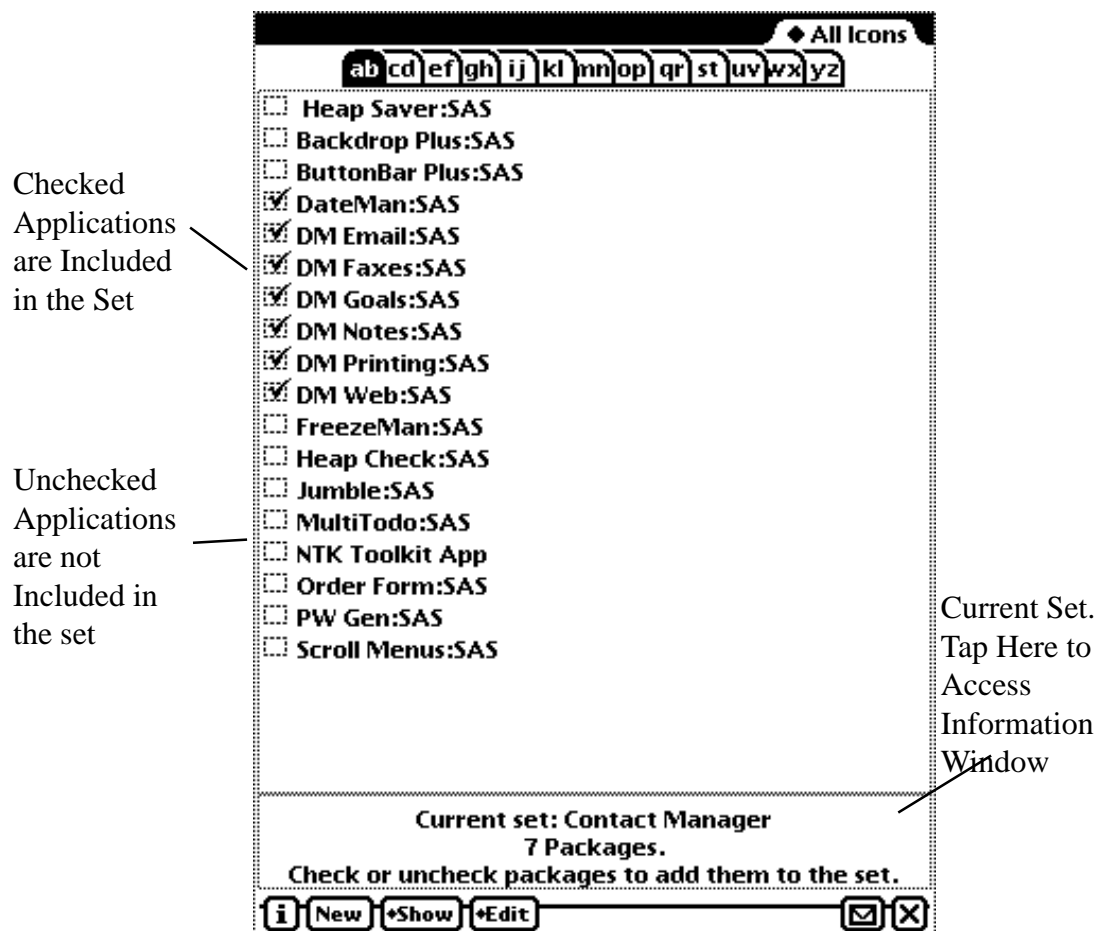 ◆ All Icons
ab cd ef gh ij kl mn op qr st uv wx yz
Heap Saver:SAS
Backdrop Plus:SAS
ButtonBar Plus:SAS
DateMan:SAS
DM Email:SAS
DM Faxes:SAS
DM Goals:SAS
DM Notes:SAS
DM Printing:SAS
DM Web:SAS
FreezeMan:SAS
Heap Check:SAS
Jumble:SAS
MultiTodo:SAS
NTK Toolkit App
Order Form:SAS
PW Gen:SAS
Scroll Menus:SAS
Checked
Applications
are Included
in the Set
Unchecked
Applications
are not
Included in
the set
Current Set.
Tap Here to
Access
Information
Window
Current set: Contact Manager
7 Packages.
Check or uncheck packages to add them to the set.
i New ◆Show ◆Edit